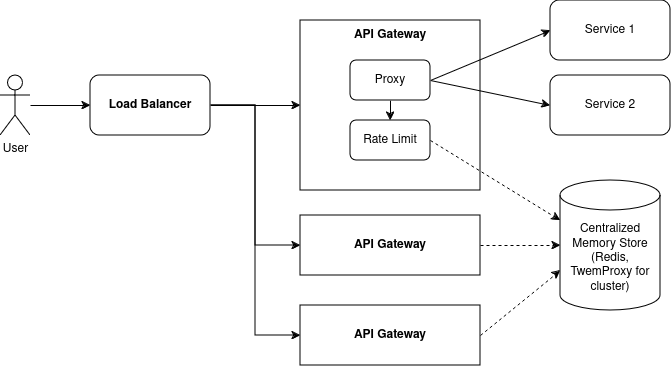 API Gateway
Service 1
Proxy
Load Balancer
Service 2
User
Rate Limit
Centralized
Memory Store
(Redis,
TwemProxy for
cluster)
API Gateway
API Gateway